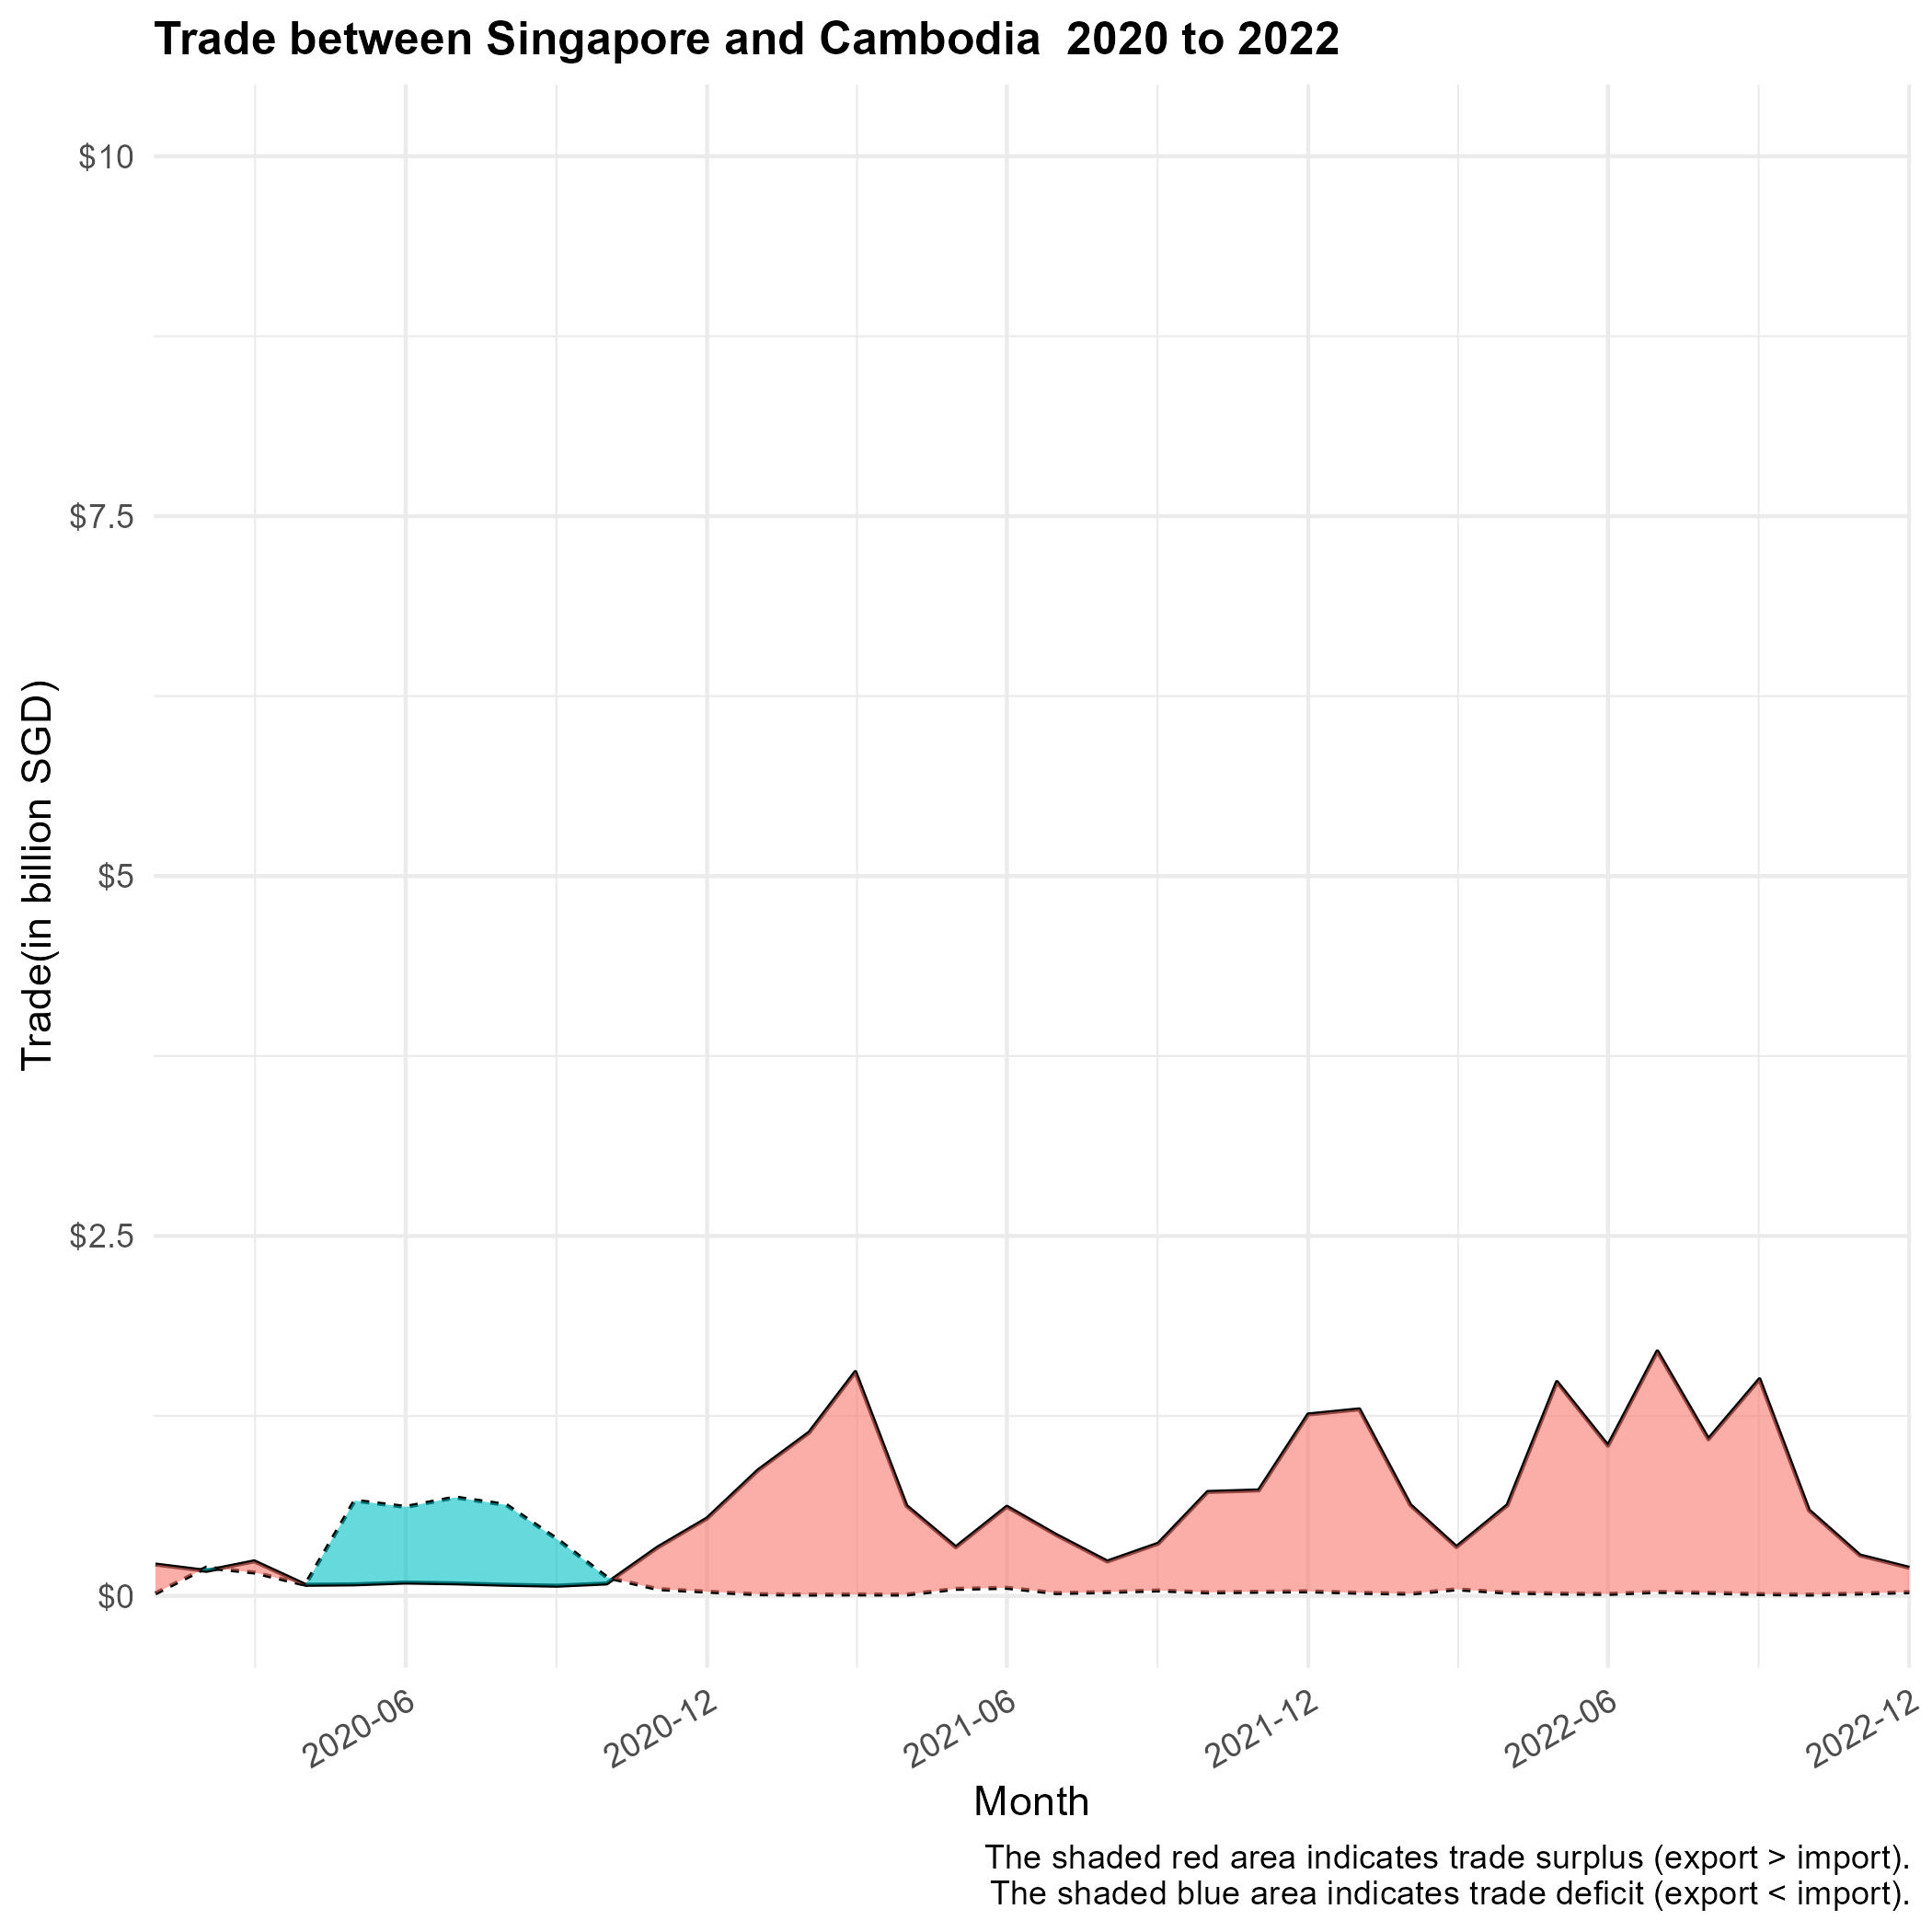 Trade between Singapore and Cambodia  2020 to 2022
$10
$7.5
$5
$2.5
$0
Trade(in billion SGD)
2020-06
2020-12
2021-06
2021-12
2022-06
2022-12
Month
The shaded red area indicates trade surplus (export > import).
The shaded blue area indicates trade deficit (export < import).